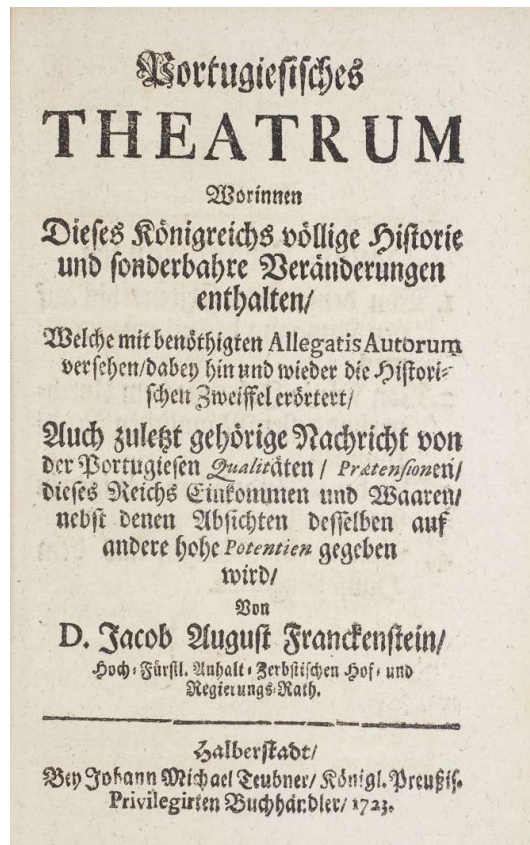 Portugiesisches
THEATRUM
Worinnen
Dieses Königreichs völlige Historie
und sonderbahre Veränderungen
enthalten/
Welche mit benöthigten Allegatis Autorum
versehen/dabey hin und wieder die Histori-
schen Zweiffel erörtert/
Auch zuletzt gehörige Nachricht von
der Portugiesen Qualitäten / Prætensionen/
dieses Reichs Einkommen und Waaren/
nebst denen Absichten desselben auf
andere hohe Potentien gegeben
wird/
Von
D. Jacob August Franckenstein/
Hoch-Fürstl. Anhalt-Zerbstischen Hof- und
Regierungs-Rath.
Halberstadt/
Bey Johann Michael Teubner/ Königl. Preußis.
Privilegirten Buchhändler/ 1723.